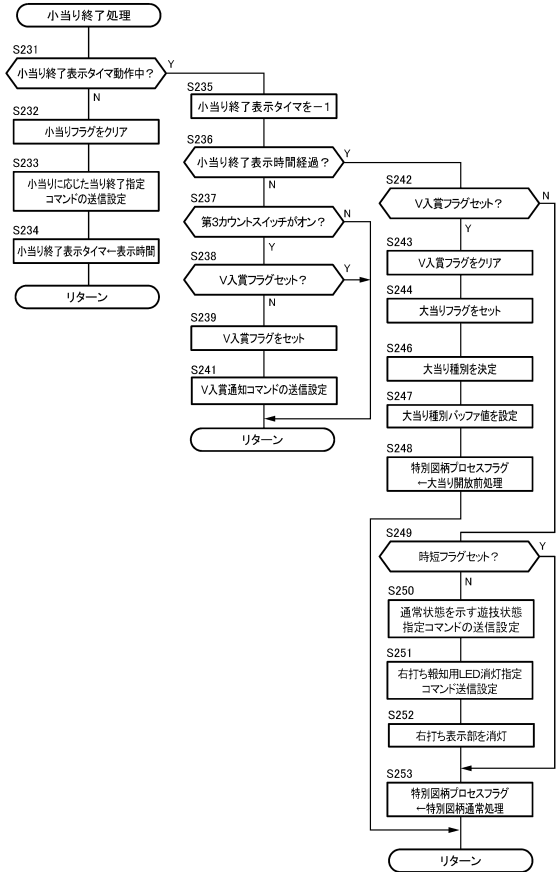 小当り終了処理
S231
小当り終了表示タイマ動作中?
Y
N
S232
小当りフラグをクリア
S233
小当りに応じた当り終了指定
コマンドの送信設定
S234
小当り終了表示タイマ←表示時間
リターン
S235
小当り終了表示タイマを-1
S236
小当り終了表示時間経過?
Y
N
S237
第3カウントスイッチがオン?
N
Y
S238
V入賞フラグセット?
Y
N
S239
V入賞フラグをセット
S241
V入賞通知コマンドの送信設定
リターン
S242
V入賞フラグセット?
N
Y
S243
V入賞フラグをクリア
S244
大当りフラグをセット
S246
大当り種別を決定
S247
大当り種別バッファ値を設定
S248
特別図柄プロセスフラグ
←大当り開放前処理
S249
時短フラグセット?
Y
N
S250
通常状態を示す遊技状態
指定コマンドの送信設定
S251
右打ち報知用LED消灯指定
コマンド送信設定
S252
右打ち表示部を消灯
S253
特別図柄プロセスフラグ
←特別図柄通常処理
リターン